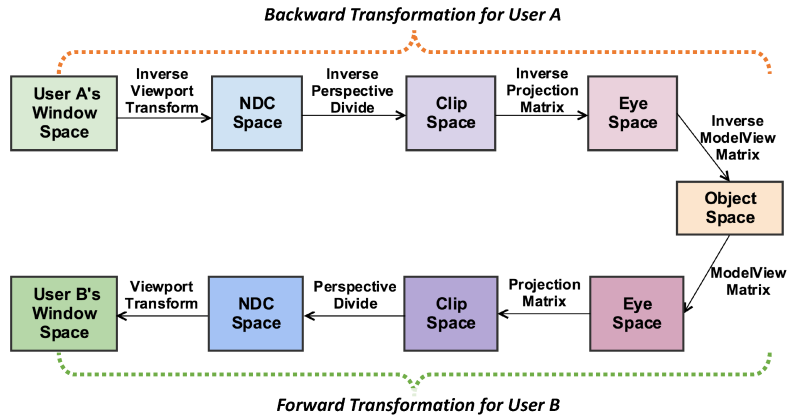 Backward Transformation for User A
User A's
Window
Space
Inverse
Viewport
Transform
NDC
Space
Inverse
Perspective
Divide
Clip
Space
Inverse
Projection
Matrix
Eye
Space
Inverse
ModelView
Matrix
Object
Space
ModelView
Matrix
Eye
Space
Projection
Matrix
Clip
Space
Perspective
Divide
NDC
Space
Viewport
Transform
User B's
Window
Space
Forward Transformation for User B